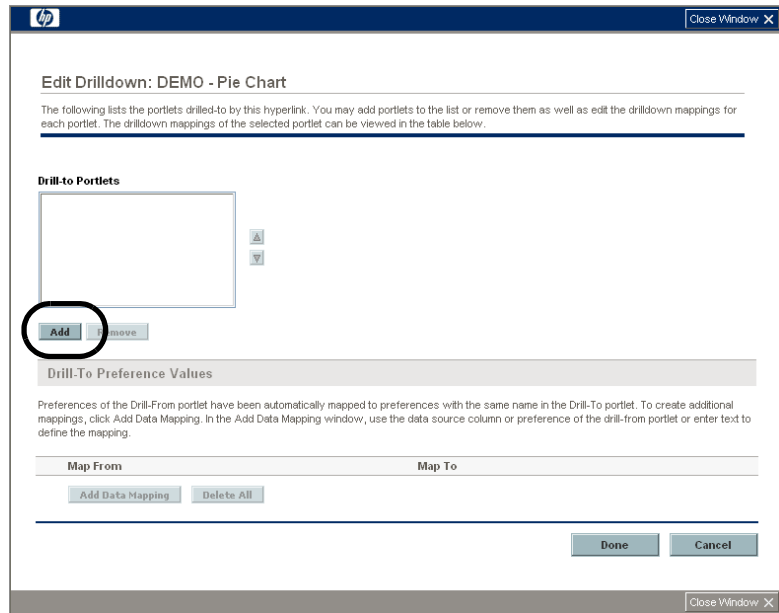 hp
Close Window X
Edit Drilldown: DEMO - Pie Chart
The following lists the portlets drilled-to by this hyperlink. You may add portlets to the list or remove them as well as edit the drilldown mappings for
each portlet. The drilldown mappings of the selected portlet can be viewed in the table below.
Drill-to Portlets
Add Remove
Drill-To Preference Values
Preferences of the Drill-From portlet have been automatically mapped to preferences with the same name in the Drill-To portlet. To create additional
mappings, click Add Data Mapping. In the Add Data Mapping window, use the data source column or preference of the drill-from portlet or enter text to
define the mapping.
Map From Map To
Add Data Mapping Delete All
Done Cancel
Close Window X